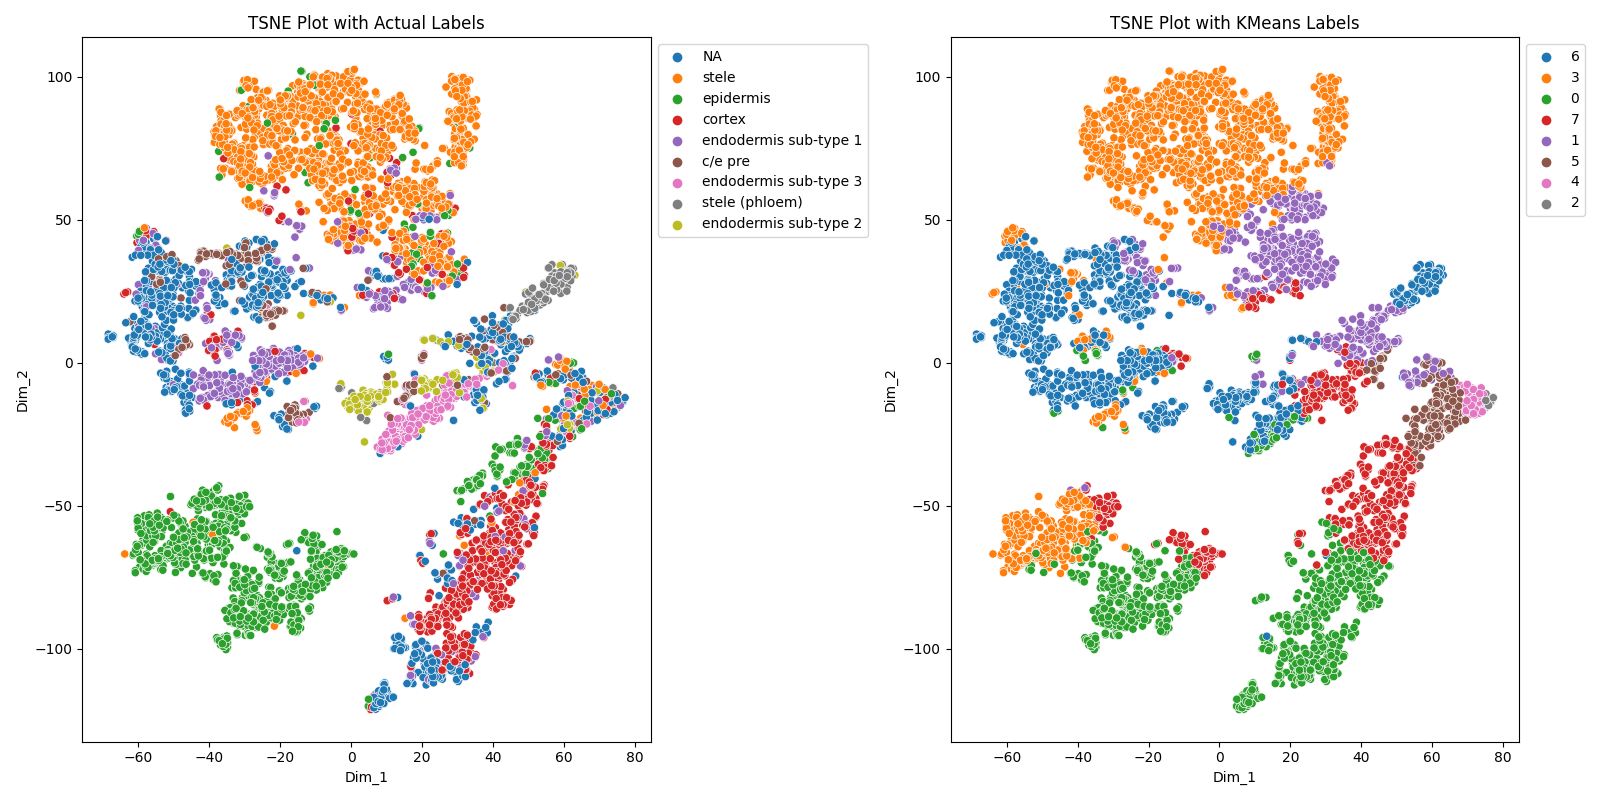 TSNE Plot with Actual Labels
Dim_2
100
50
0
−50
−100
−60
−40
−20
0
20
40
60
80
Dim_1
NA
stele
epidermis
cortex
endodermis sub-type 1
c/e pre
endodermis sub-type 3
stele (phloem)
endodermis sub-type 2
TSNE Plot with KMeans Labels
Dim_2
100
50
0
−50
−100
−60
−40
−20
0
20
40
60
80
Dim_1
6
3
0
7
1
5
4
2